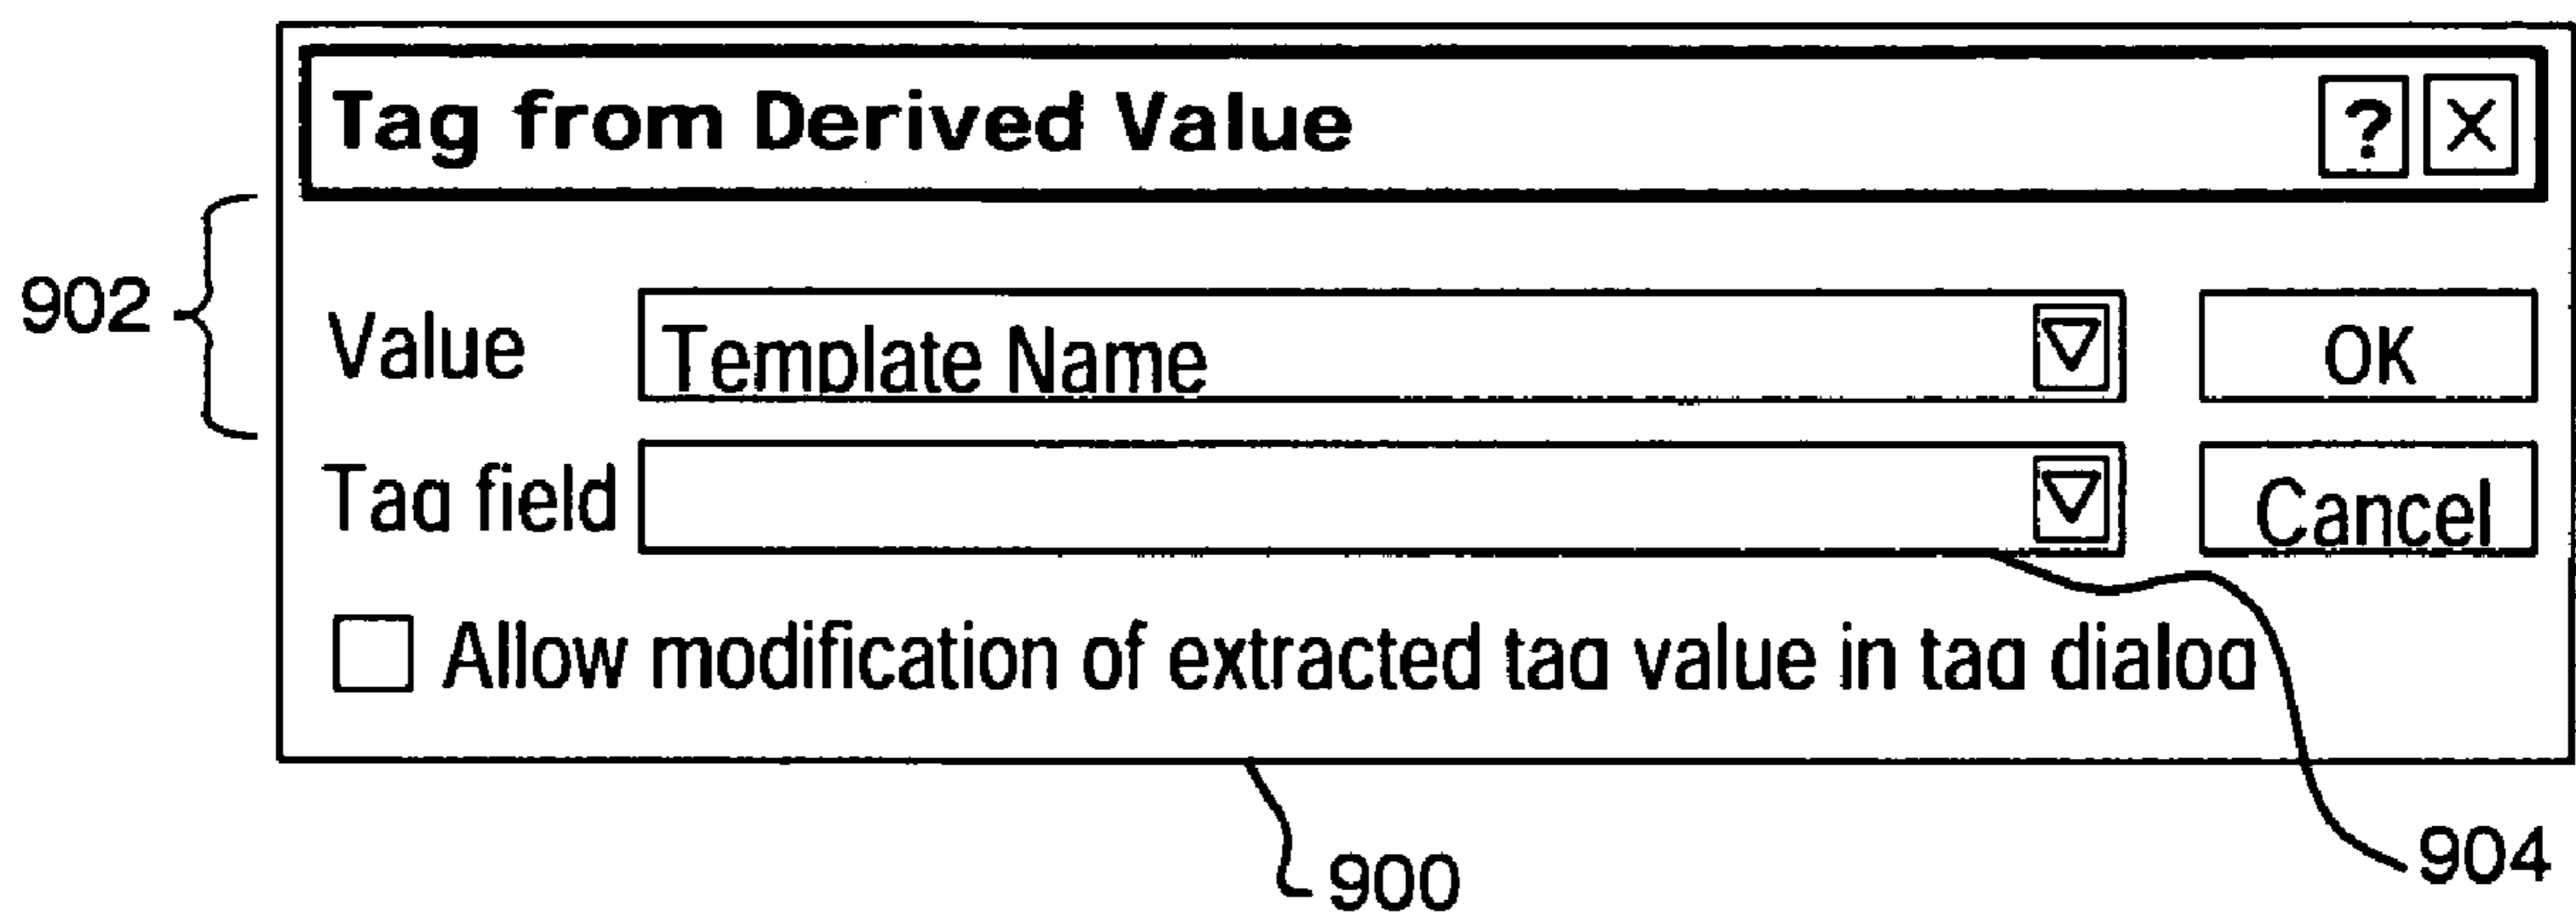 Tag from Derived Value ? X
902
Value Template Name OK
Tag field Cancel
Allow modification of extracted tag value in tag dialog
900
904